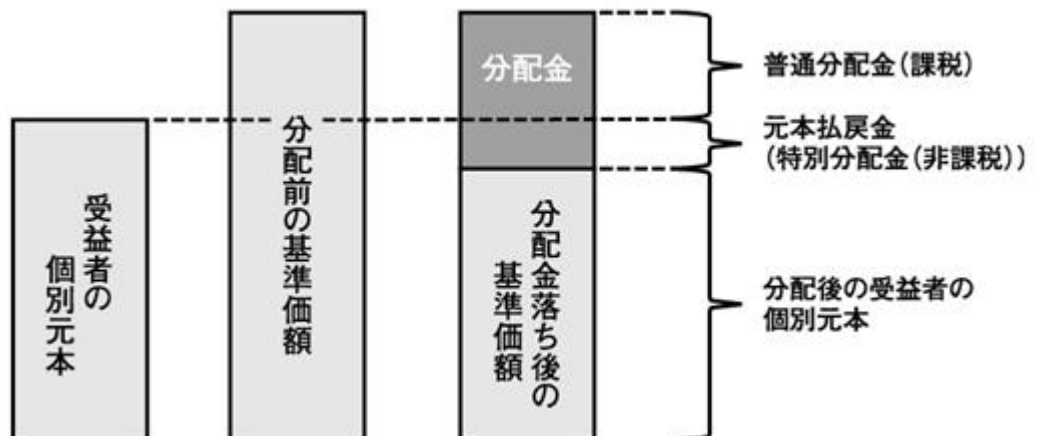 受益者の
個別元本
分配前の基準価額
分配金
分配金落ち後の
基準価額
普通分配金(課税)
元本払戻金
(特別分配金(非課税))
分配後の受益者の
個別元本